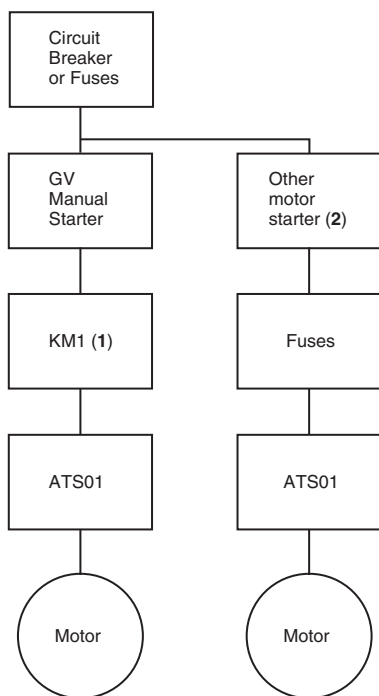 Circuit
Breaker
or Fuses
GV
Manual
Starter
Other
motor
starter (2)
KM1 (1)
Fuses
ATS01
ATS01
Motor
Motor